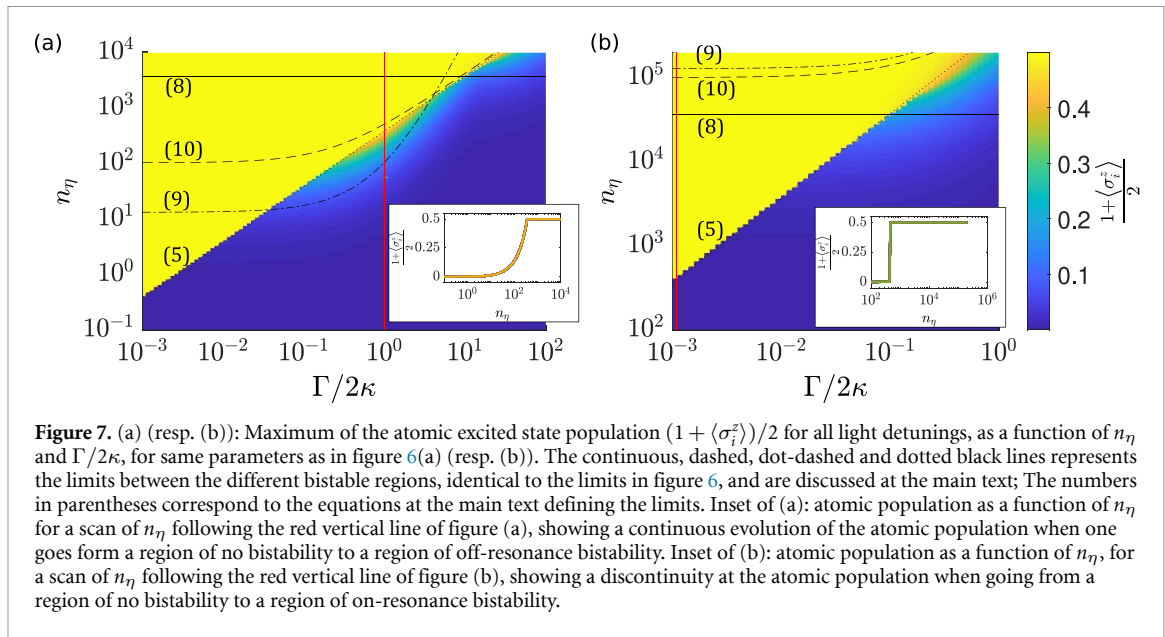 (a)
(b)
10^4
10^3
10^2
10^1
10^0
10^{-1}
n_η
(8)
(10)
(9)
(5)
10^{-3} 10^{-2} 10^{-1} 10^0 10^1 10^2
Γ/2κ
0.5
0.25
0
(1+⟨σ_i^z⟩)/2
10^0 10^2 10^4
n_η
10^5
10^4
10^3
10^2
n_η
(9)
(10)
(8)
(5)
10^{-3} 10^{-2} 10^{-1} 10^0
Γ/2κ
0.5
0.25
0
(1+⟨σ_i^z⟩)/2
10^2 10^4 10^6
n_η
0.4
0.3
0.2
0.1
(1+⟨σ_i^z⟩)/2
Figure 7. (a) (resp. (b)): Maximum of the atomic excited state population (1 + ⟨σ_i^z⟩)/2 for all light detunings, as a function of n_η
and Γ/2κ, for same parameters as in figure 6(a) (resp. (b)). The continuous, dashed, dot-dashed and dotted black lines represents
the limits between the different bistable regions, identical to the limits in figure 6, and are discussed at the main text; The numbers
in parentheses correspond to the equations at the main text defining the limits. Inset of (a): atomic population as a function of n_η
for a scan of n_η following the red vertical line of figure (a), showing a continuous evolution of the atomic population when one
goes form a region of no bistability to a region of off-resonance bistability. Inset of (b): atomic population as a function of n_η, for
a scan of n_η following the red vertical line of figure (b), showing a discontinuity at the atomic population when going from a
region of no bistability to a region of on-resonance bistability.